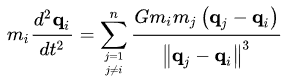 $$m_i \frac{d^2 \mathbf{q}_i}{dt^2} = \sum_{\substack{j=1 \\ j \neq i}}^{n} \frac{G m_i m_j \left( \mathbf{q}_j - \mathbf{q}_i \right)}{\left\| \mathbf{q}_j - \mathbf{q}_i \right\|^3}$$